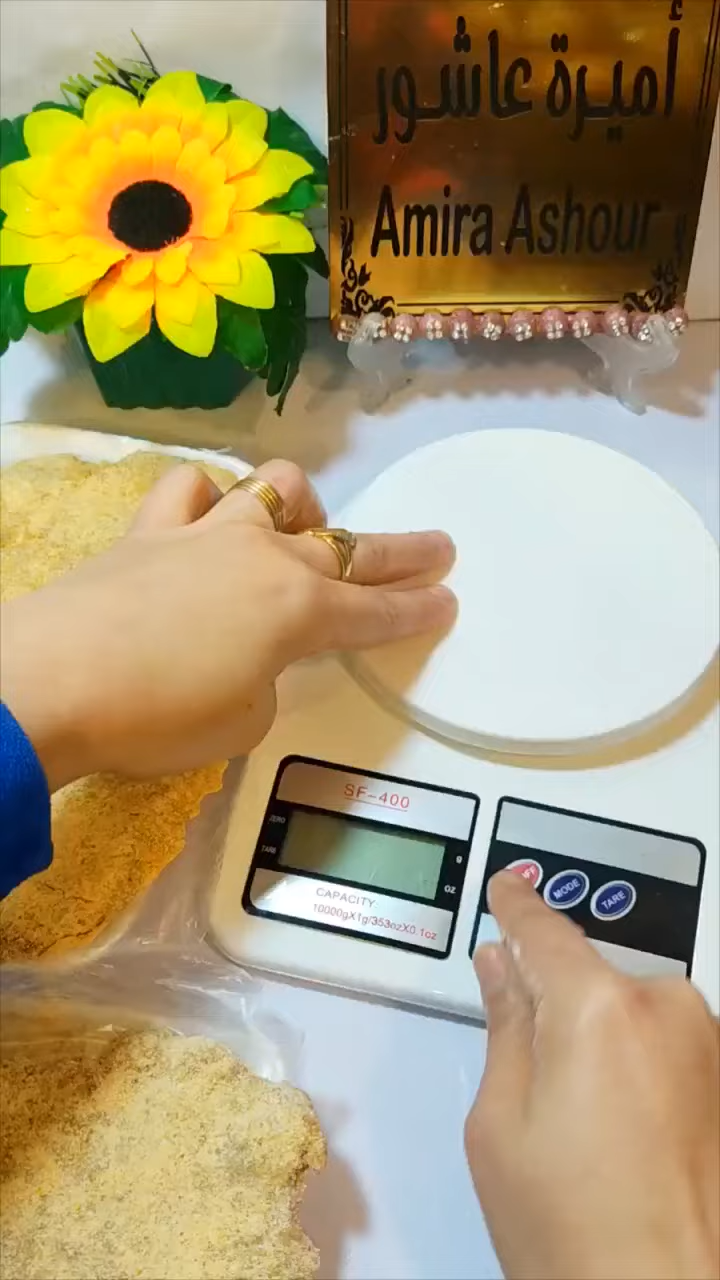 أميرة عاشور
Amira Ashour
SF-400
ZERO
TARE
g
oz
CAPACITY
10000gX1g/353ozX0.1oz
MODE
TARE